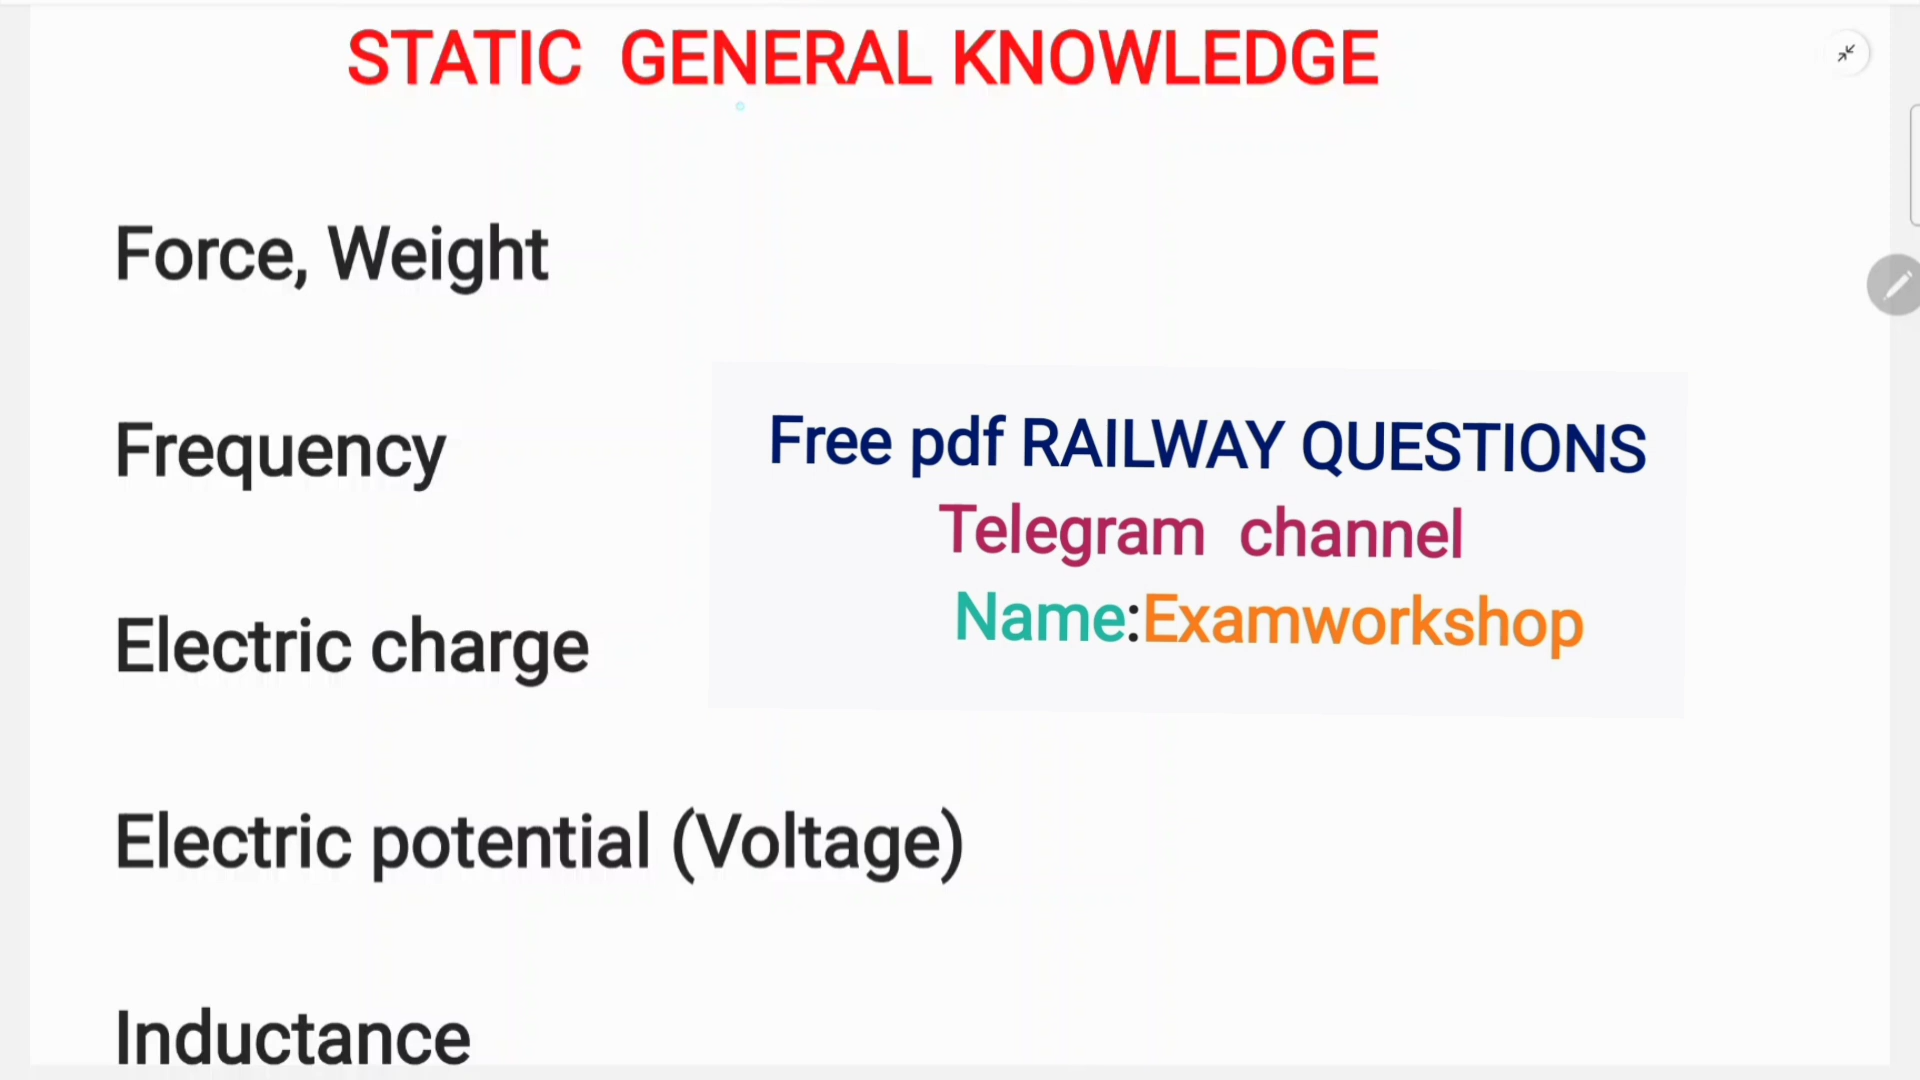 STATIC GENERAL KNOWLEDGE
Force, Weight
Frequency
Free pdf RAILWAY QUESTIONS
Telegram channel
Name:Examworkshop
Electric charge
Electric potential (Voltage)
Inductance